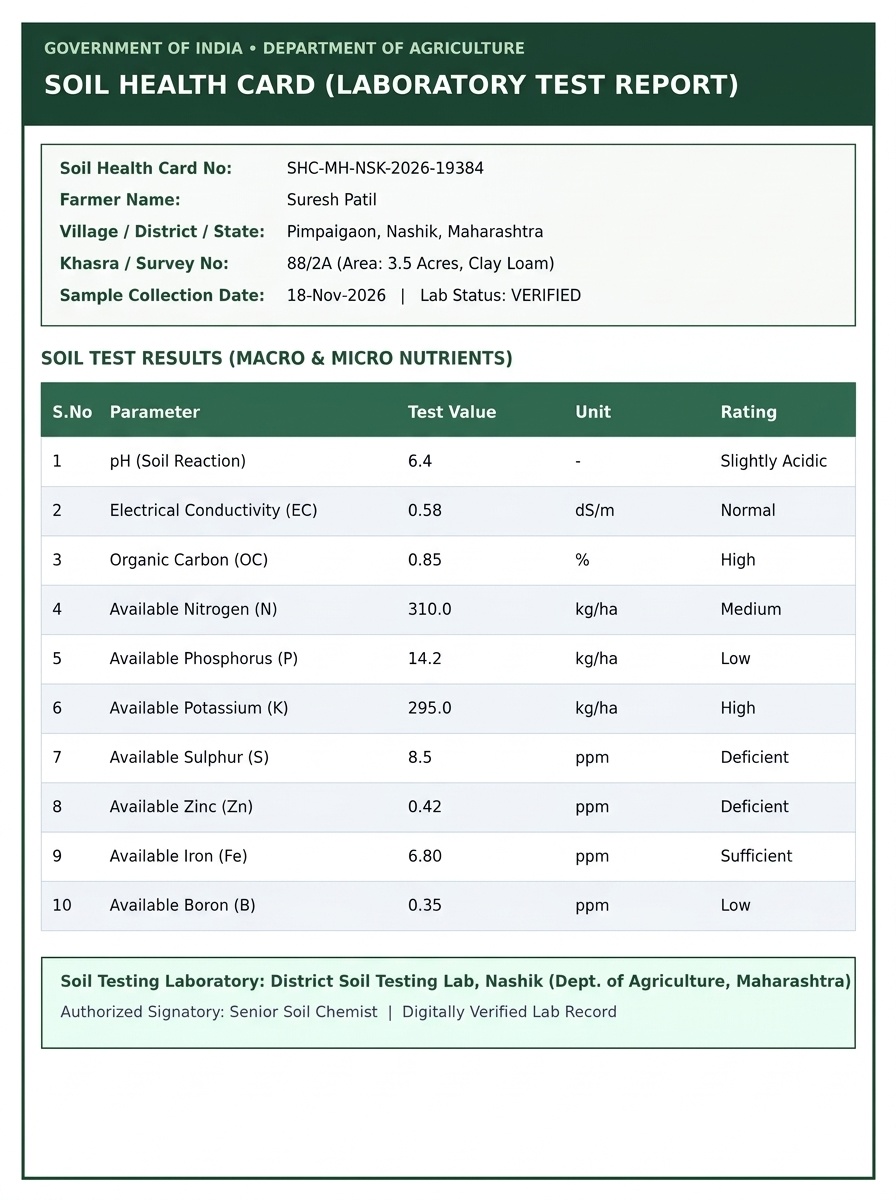 GOVERNMENT OF INDIA • DEPARTMENT OF AGRICULTURE
SOIL HEALTH CARD (LABORATORY TEST REPORT)
Soil Health Card No: SHC-MH-NSK-2026-19384
Farmer Name: Suresh Patil
Village / District / State: Pimpaigaon, Nashik, Maharashtra
Khasra / Survey No: 88/2A (Area: 3.5 Acres, Clay Loam)
Sample Collection Date: 18-Nov-2026 | Lab Status: VERIFIED
SOIL TEST RESULTS (MACRO & MICRO NUTRIENTS)
S.No Parameter Test Value Unit Rating
1 pH (Soil Reaction) 6.4 - Slightly Acidic
2 Electrical Conductivity (EC) 0.58 dS/m Normal
3 Organic Carbon (OC) 0.85 % High
4 Available Nitrogen (N) 310.0 kg/ha Medium
5 Available Phosphorus (P) 14.2 kg/ha Low
6 Available Potassium (K) 295.0 kg/ha High
7 Available Sulphur (S) 8.5 ppm Deficient
8 Available Zinc (Zn) 0.42 ppm Deficient
9 Available Iron (Fe) 6.80 ppm Sufficient
10 Available Boron (B) 0.35 ppm Low
Soil Testing Laboratory: District Soil Testing Lab, Nashik (Dept. of Agriculture, Maharashtra)
Authorized Signatory: Senior Soil Chemist | Digitally Verified Lab Record